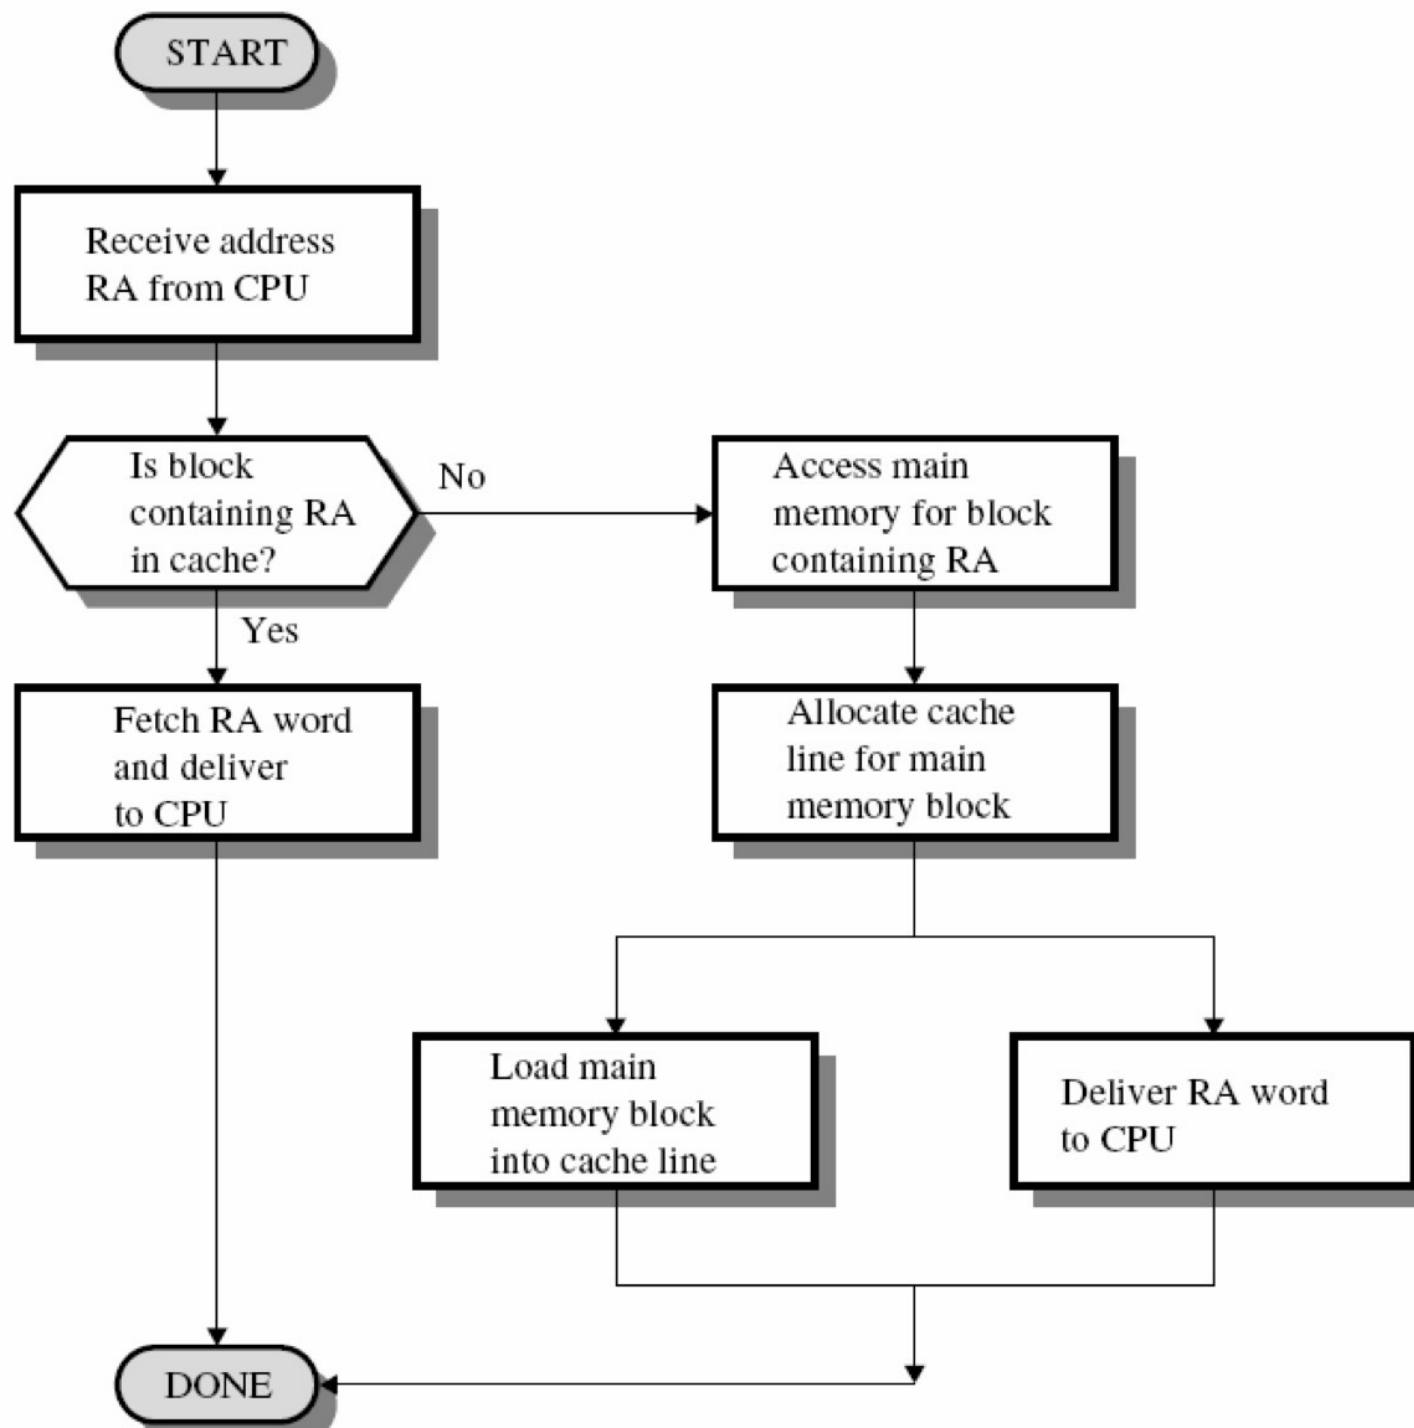 START
Receive address
RA from CPU
Is block
containing RA
in cache?
No
Yes
Access main
memory for block
containing RA
Fetch RA word
and deliver
to CPU
Allocate cache
line for main
memory block
Load main
memory block
into cache line
Deliver RA word
to CPU
DONE